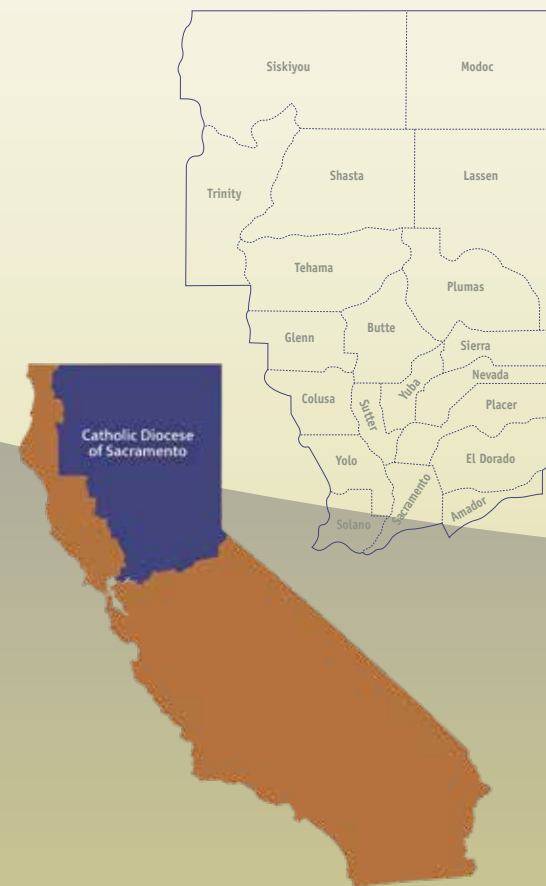 Siskiyou
Modoc
Trinity
Shasta
Lassen
Tehama
Plumas
Glenn
Butte
Sierra
Nevada
Colusa
Sutter
Yuba
Placer
Yolo
El Dorado
Solano
Sacramento
Amador
Catholic Diocese
of Sacramento